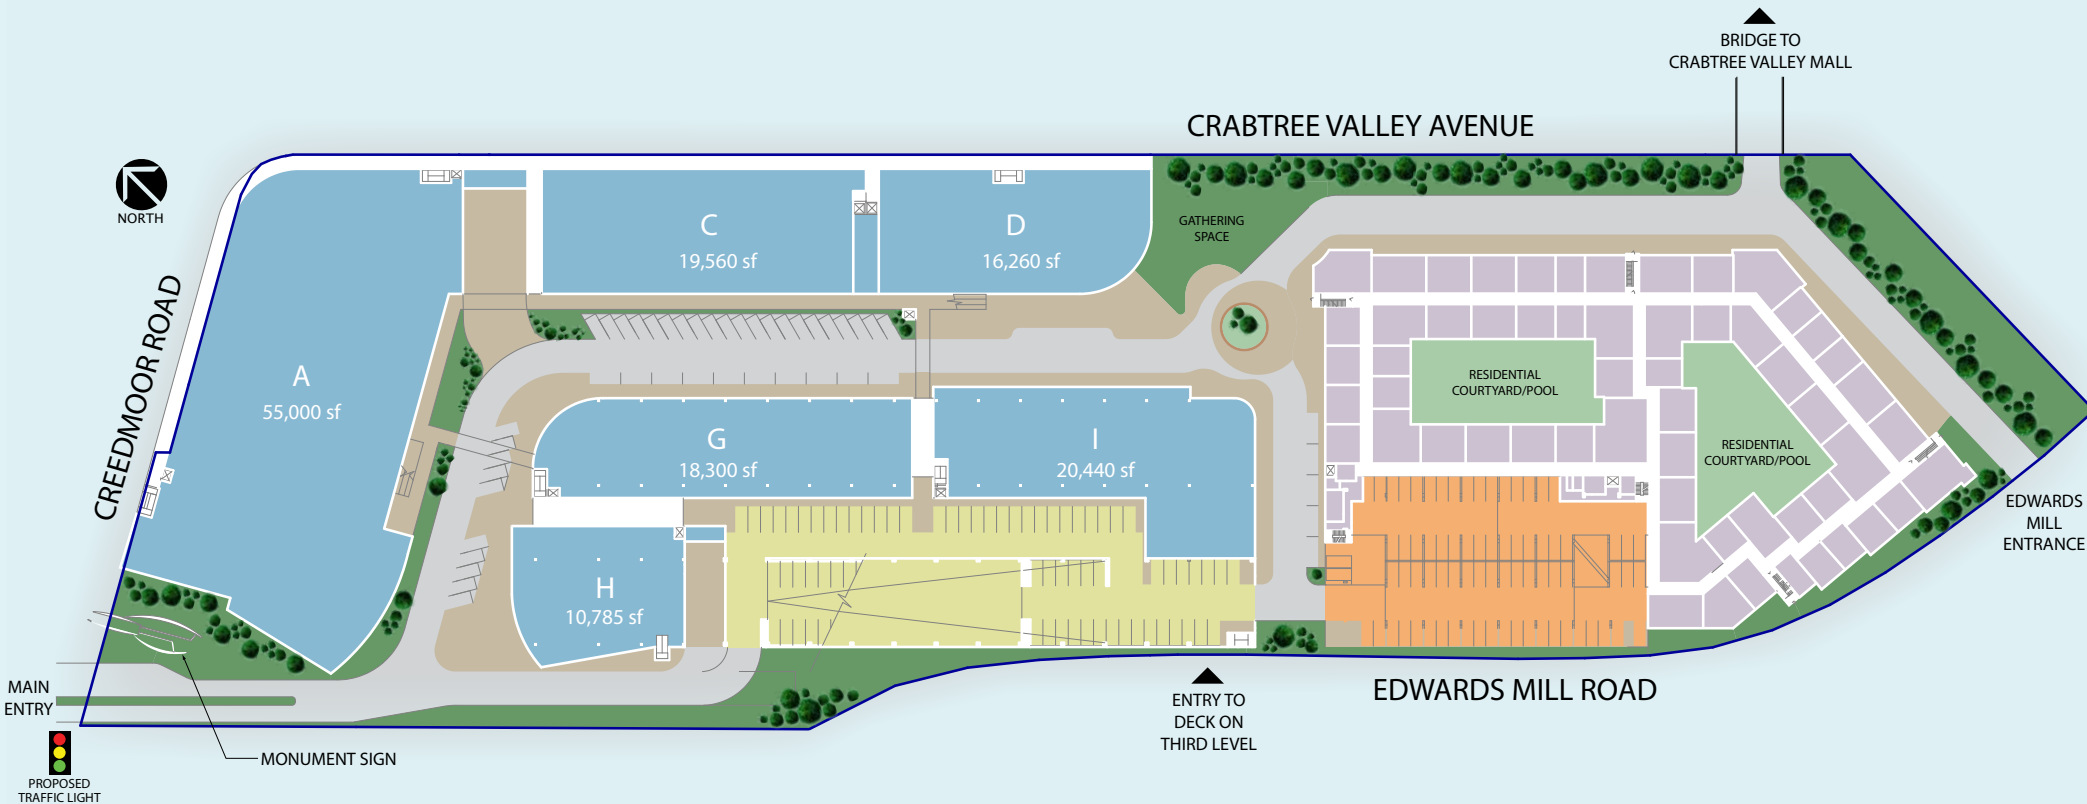 BRIDGE TO
CRABTREE VALLEY MALL
CRABTREE VALLEY AVENUE
NORTH
CREEDMOOR ROAD
A
55,000 sf
C
19,560 sf
D
16,260 sf
GATHERING
SPACE
G
18,300 sf
I
20,440 sf
H
10,785 sf
RESIDENTIAL
COURTYARD/POOL
RESIDENTIAL
COURTYARD/POOL
EDWARDS
MILL
ENTRANCE
EDWARDS MILL ROAD
ENTRY TO
DECK ON
THIRD LEVEL
MAIN
ENTRY
MONUMENT SIGN
PROPOSED
TRAFFIC LIGHT